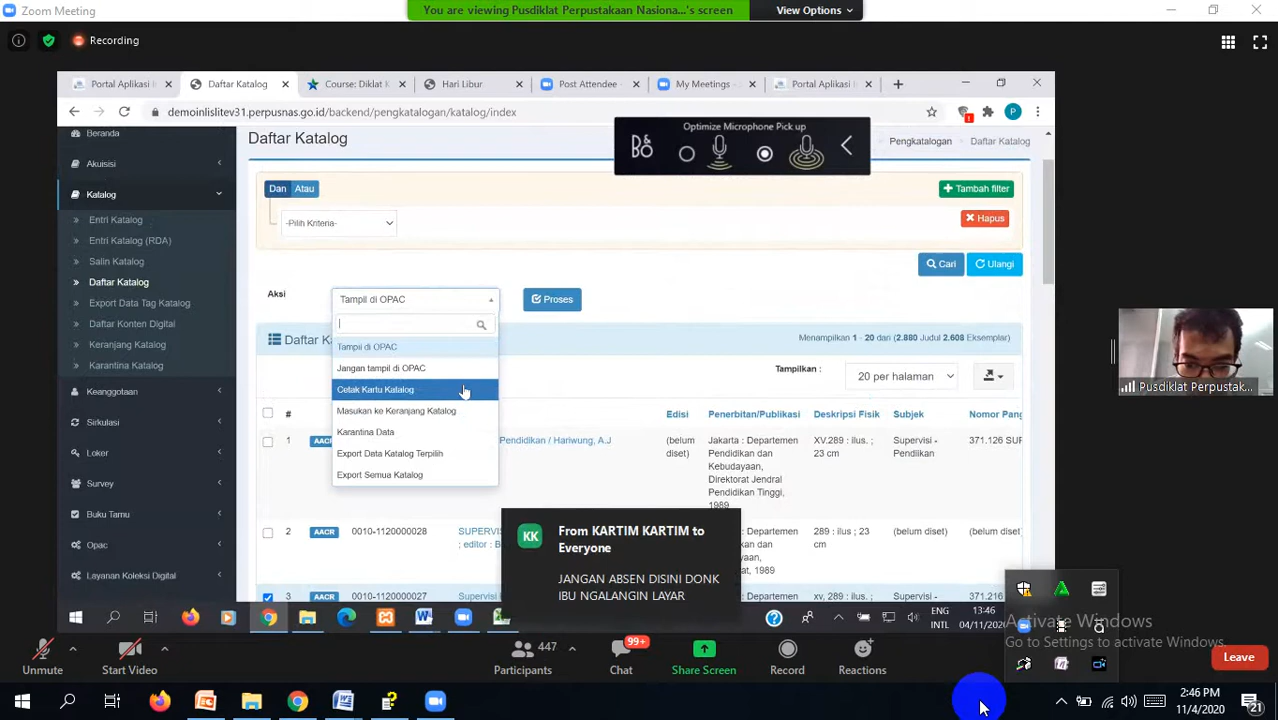 Zoom Meeting
You are viewing Pusdiklat Perpustakaan Nasiona...'s screen
View Options
Recording
Portal Aplikasi I
Daftar Katalog
Course: Diklat K
Hari Libur
Post Attendee -
My Meetings -
Portal Aplikasi I
demoinlislitev31.perpusnas.go.id/backend/pengkatalogan/katalog/index
P
Optimize Microphone Pick up
Beranda
Akuisisi
Katalog
Entri Katalog
Entri Katalog (RDA)
Salin Katalog
Daftar Katalog
Export Data Tag Katalog
Daftar Konten Digital
Keranjang Katalog
Karantina Katalog
Keanggotaan
Sirkulasi
Loker
Survey
Buku Tamu
Opac
Layanan Koleksi Digital
Daftar Katalog
Pengkatalogan
Daftar Katalog
Dan Atau
Tambah filter
-Pilih Kriteria-
Hapus
Cari
Ulangi
Aksi
Tampil di OPAC
Proses
Tampil di OPAC
Jangan tampil di OPAC
Cetak Kartu Katalog
Masukan ke Keranjang Katalog
Karantina Data
Export Data Katalog Terpilih
Export Semua Katalog
Daftar K
Menampilkan 1 - 20 dari (2.880 Judul 2.608 Eksemplar)
Tampilkan :
20 per halaman
#
Edisi
Penerbitan/Publikasi
Deskripsi Fisik
Subjek
Nomor Pang
1
AACR
Pendidikan / Hariwung, A.J
(belum diset)
Jakarta : Departemen
Pendidikan dan
Kebudayaan,
Direktorat Jendral
Pendidikan Tinggi,
1989
XV.289 : ilus. ;
23 cm
Supervisi -
Pendiikan
371.126 SUP
2
AACR
0010-1120000028
SUPERVIS
; editor : B
: Departemen
kan dan
yaan,
at, 1989
289 : ilus ; 23
cm
(belum diset)
(belum diset)
3
AACR
0010-1120000029
Supervisi
: Departemen
xv, 289 : ilus ;
Supervisi -
371.216
KK
From KARTIM KARTIM to
Everyone
JANGAN ABSEN DISINI DONK
IBU NGALANGIN LAYAR
ENG
INTL
13:46
04/11/2020
Pusdiklat Perpustak...
Activate Windows
Go to Settings to activate Windows.
Unmute
Start Video
447
Participants
99+
Chat
Share Screen
Record
Reactions
Leave
2:46 PM
11/4/2020
21